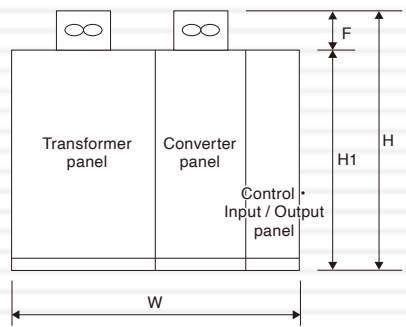 F
H
H1
Transformer
panel
Converter
panel
Control・
Input / Output
panel
W